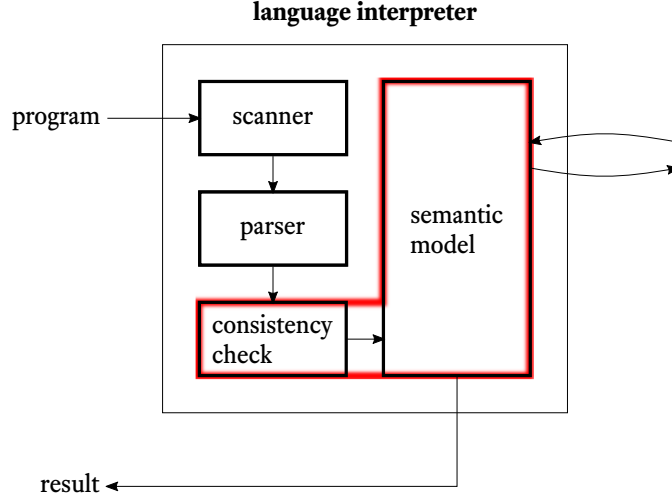 language interpreter
program
scanner
parser
semantic
model
consistency
check
result